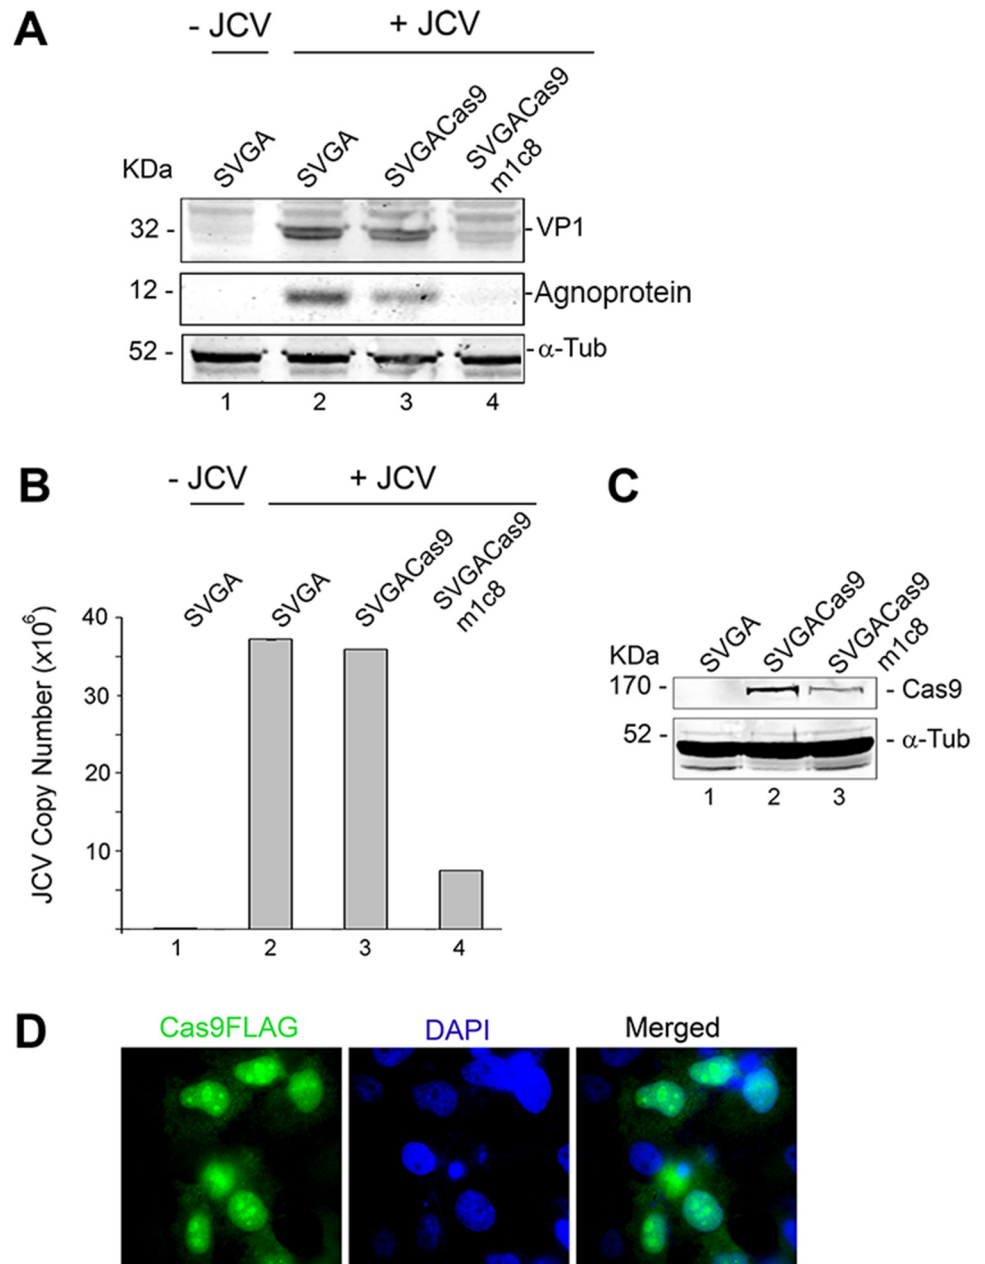 A
- JCV
+ JCV
KDa
SVGA
SVGA
SVGACas9
SVGACas9
m1c8
32 -
-VP1
12 -
-Agnoprotein
52 -
-α-Tub
1 2 3 4
B
- JCV
+ JCV
SVGA
SVGA
SVGACas9
SVGACas9
m1c8
JCV Copy Number (x10⁶)
40
30
20
10
1 2 3 4
C
KDa
SVGA
SVGACas9
SVGACas9
m1c8
170 -
- Cas9
52 -
- α-Tub
1 2 3
D
Cas9FLAG
DAPI
Merged